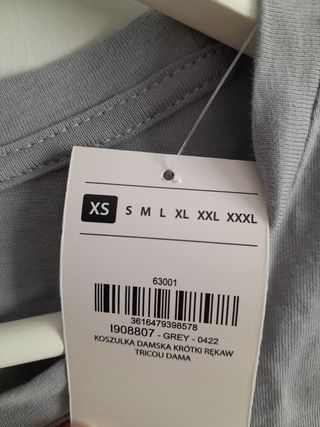 XS S M L XL XXL XXXL
63001
3616479398578
I908807 - GREY - 0422
KOSZULKA DAMSKA KRÓTKI RĘKAW
TRICOU DAMA